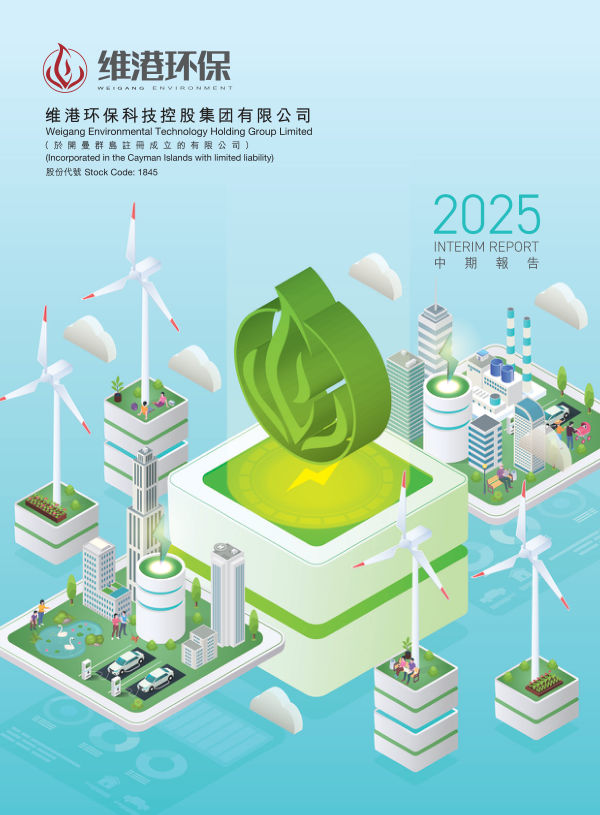 维港环保
WEIGANG ENVIRONMENT
维港环保科技控股集团有限公司
Weigang Environmental Technology Holding Group Limited
(於開曼群島註冊成立的有限公司)
(Incorporated in the Cayman Islands with limited liability)
股份代號 Stock Code: 1845
2025
INTERIM REPORT
中期報告